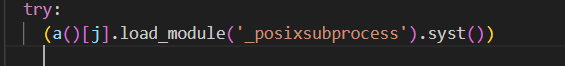 try:
(a()[j].load_module('_posixsubprocess').syst())